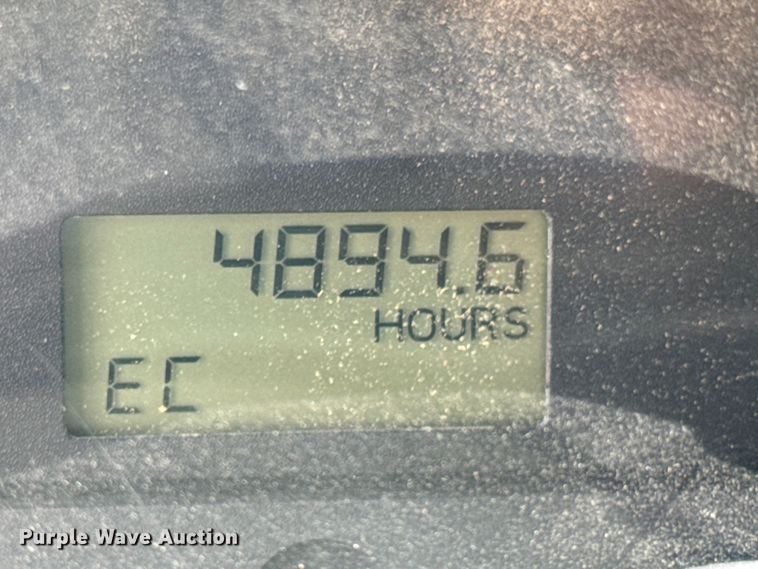 4894.6
HOURS
EC
Purple Wave Auction